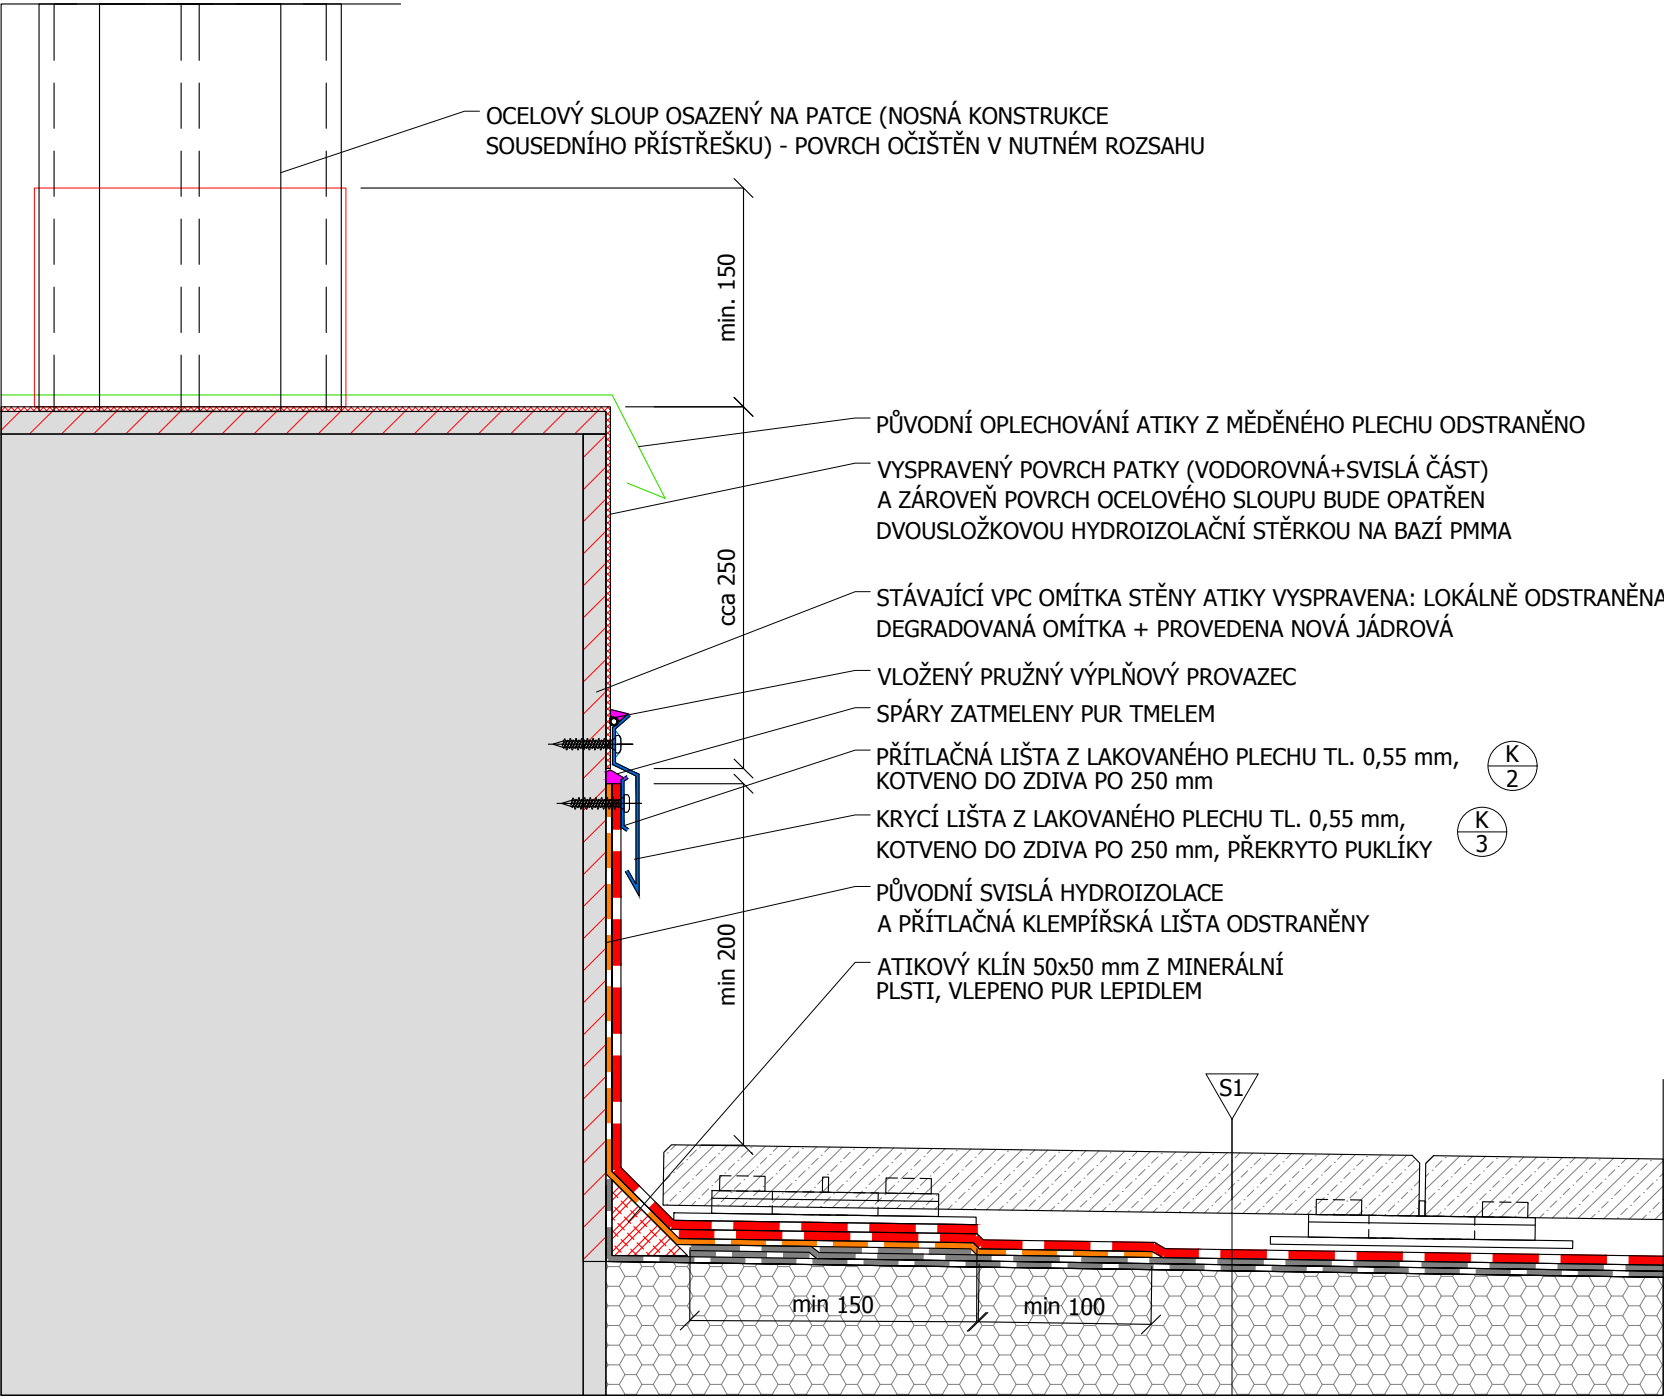 OCELOVÝ SLOUP OSAZENÝ NA PATCE (NOSNÁ KONSTRUKCE
SOUSEDNÍHO PŘÍSTŘEŠKU) - POVRCH OČIŠTĚN V NUTNÉM ROZSAHU
min. 150
PŮVODNÍ OPLECHOVÁNÍ ATIKY Z MĚDĚNÉHO PLECHU ODSTRANĚNO
VYSPRAVENÝ POVRCH PATKY (VODOROVNÁ+SVISLÁ ČÁST)
A ZÁROVEŇ POVRCH OCELOVÉHO SLOUPU BUDE OPATŘEN
DVOUSLOŽKOVOU HYDROIZOLAČNÍ STĚRKOU NA BAZÍ PMMA
cca 250
STÁVAJÍCÍ VPC OMÍTKA STĚNY ATIKY VYSPRAVENA: LOKÁLNĚ ODSTRANĚNA
DEGRADOVANÁ OMÍTKA + PROVEDENA NOVÁ JÁDROVÁ
VLOŽENÝ PRUŽNÝ VÝPLŇOVÝ PROVAZEC
SPÁRY ZATMELENY PUR TMELEM
PŘÍTLAČNÁ LIŠTA Z LAKOVANÉHO PLECHU TL. 0,55 mm,
KOTVENO DO ZDIVA PO 250 mm
K
2
KRYCÍ LIŠTA Z LAKOVANÉHO PLECHU TL. 0,55 mm,
KOTVENO DO ZDIVA PO 250 mm, PŘEKRYTO PUKLÍKY
K
3
PŮVODNÍ SVISLÁ HYDROIZOLACE
A PŘÍTLAČNÁ KLEMPÍŘSKÁ LIŠTA ODSTRANĚNY
min 200
ATIKOVÝ KLÍN 50x50 mm Z MINERÁLNÍ
PLSTI, VLEPENO PUR LEPIDLEM
S1
min 150
min 100